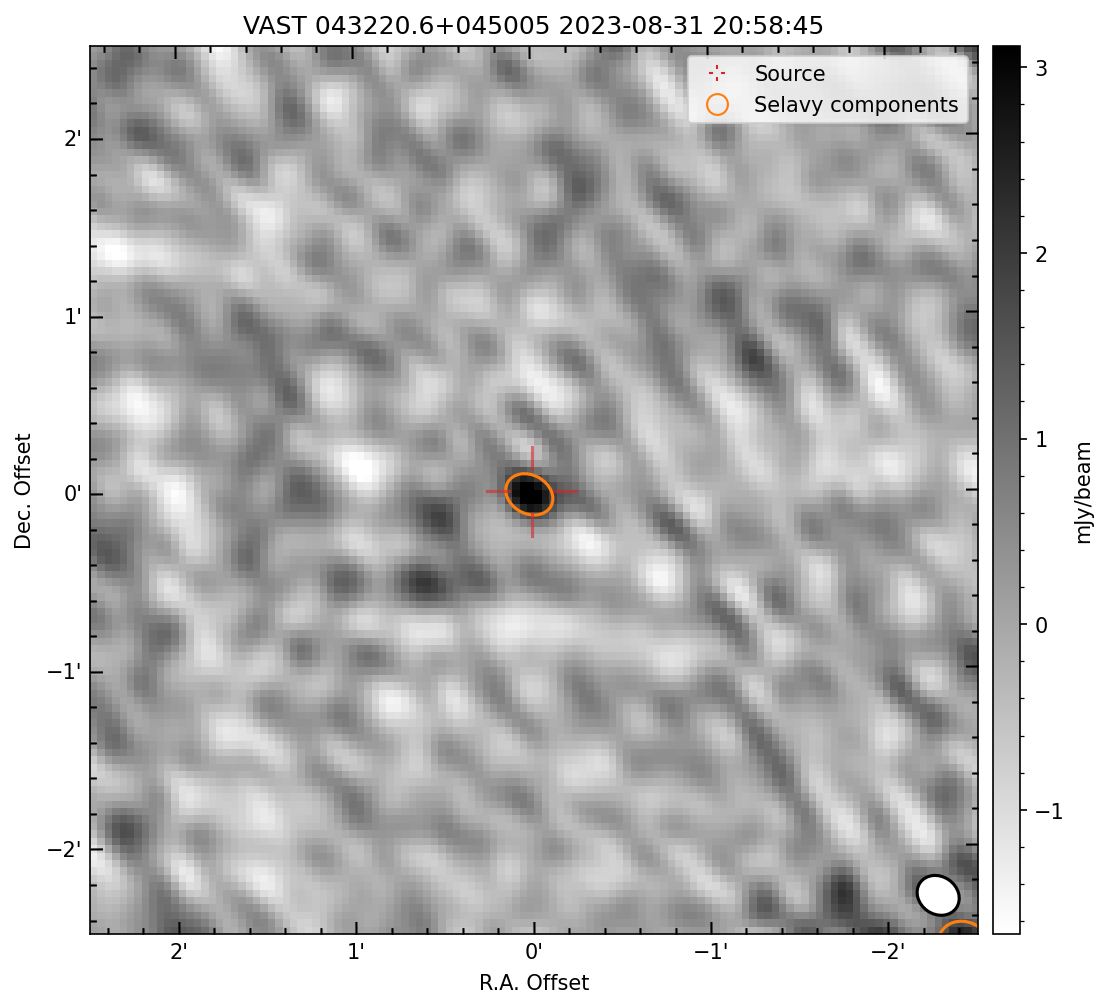 VAST 043220.6+045005 2023-08-31 20:58:45
Source
Selavy components
2'
1'
0'
−1'
−2'
Dec. Offset
2'
1'
0'
−1'
−2'
R.A. Offset
3
2
1
0
−1
mJy/beam